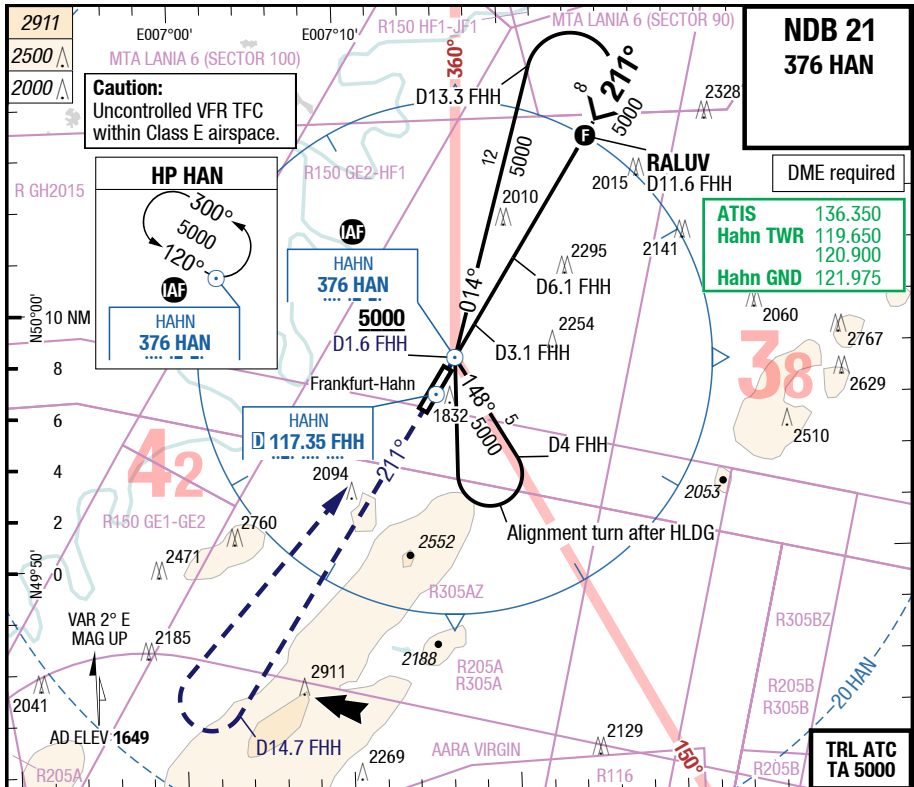 2911
2500
2000
E007°00'
E007°10'
R150 HF1-JF1
MTA LANIA 6 (SECTOR 90)
MTA LANIA 6 (SECTOR 100)
NDB 21
376 HAN
Caution:
Uncontrolled VFR TFC
within Class E airspace.
360°
D13.3 FHH
8
211°
5000
2328
F
RALUV
D11.6 FHH
DME required
12
5000
R150 GE2-HF1
R GH2015
HP HAN
300°
5000
120°
IAF
HAHN
376 HAN
IAF
HAHN
376 HAN
2010
2015
2141
2295
D6.1 FHH
ATIS 136.350
Hahn TWR 119.650
120.900
Hahn GND 121.975
014°
5000
D1.6 FHH
2254
D3.1 FHH
2060
2767
2629
38
2510
N50°00'
10 NM
8
6
4
2
0
N49°50'
Frankfurt-Hahn
1832
HAHN
D 117.35 FHH
148°
5
5000
D4 FHH
211°
42
2094
2053
Alignment turn after HLDG
R150 GE1-GE2
2760
2471
2552
R305AZ
R305BZ
VAR 2° E
MAG UP
2185
2188
R205A
R305A
R205B
R305B
20 HAN
2041
2911
AD ELEV 1649
D14.7 FHH
2129
AARA VIRGIN
150°
2269
R205A
R116
R205B
TRL ATC
TA 5000